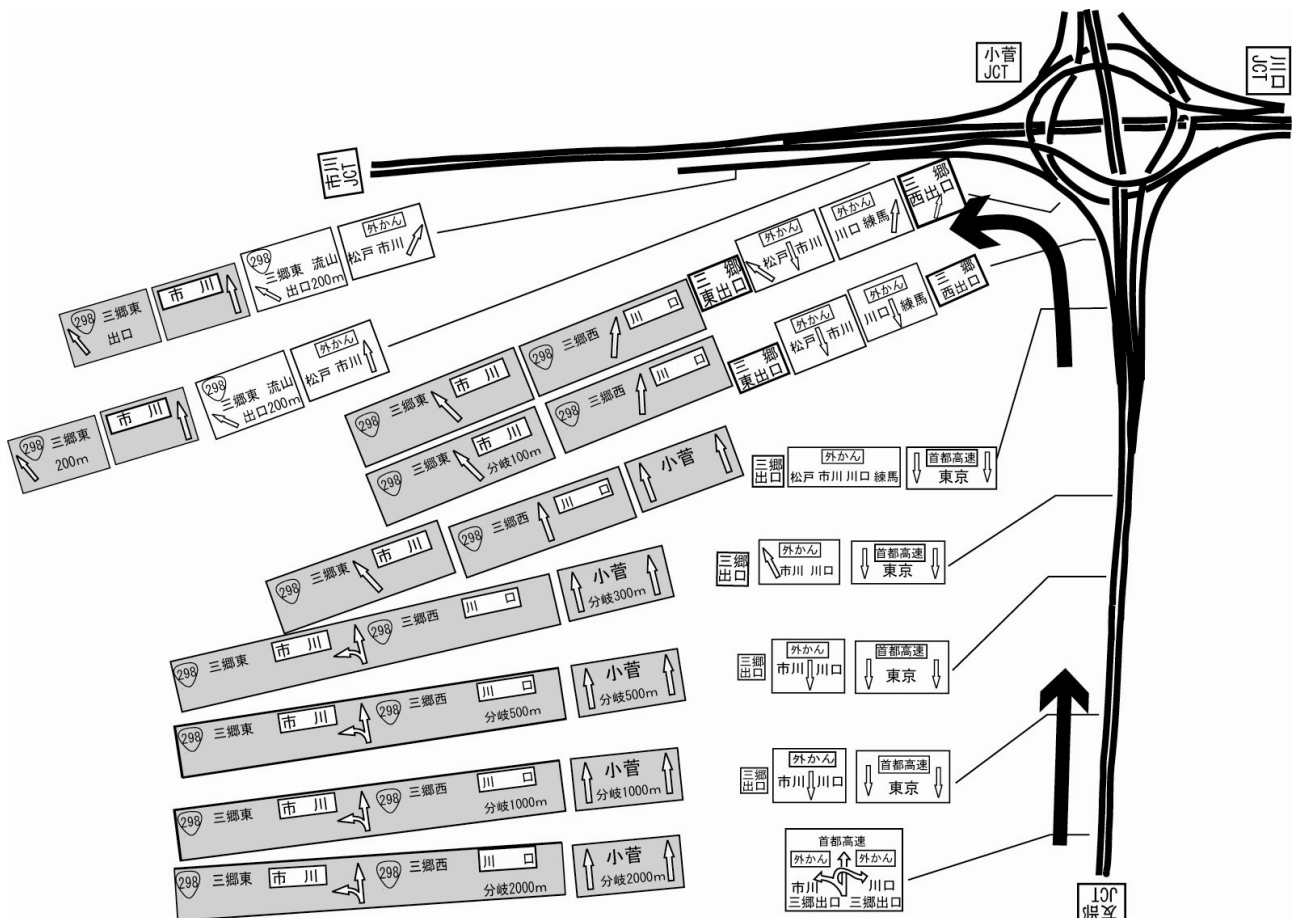 小菅
JCT
川口
JCT
市川
JCT
三郷
西出口
外かん
川口 練馬
外かん
松戸 市川
三郷
東出口
外かん
松戸 市川
298
三郷東 流山
出口200m
市川
298 三郷東
出口
三郷
西出口
外かん
川口 練馬
外かん
松戸 市川
三郷
東出口
298 三郷西 川口
298 三郷東 市川
外かん
松戸 市川
298
三郷東 流山
出口200m
市川
298 三郷東
200m
298 三郷西 川口
298 三郷東 市川
分岐100m
三郷
出口
外かん
松戸 市川 川口 練馬
首都高速
東京
小菅
298 三郷西 川口
298 三郷東 市川
三郷
出口
外かん
市川 川口
首都高速
東京
298 三郷東 市川 298 三郷西 川口
小菅
分岐300m
三郷
出口
外かん
市川 川口
首都高速
東京
298 三郷東 市川 298 三郷西 川口
分岐500m
小菅
分岐500m
三郷
出口
外かん
市川 川口
首都高速
東京
298 三郷東 市川 298 三郷西 川口
分岐1000m
小菅
分岐1000m
首都高速
外かん 外かん
市川 川口
三郷出口 三郷出口
298 三郷東 市川 298 三郷西 川口
分岐2000m
小菅
分岐2000m
友部
JCT